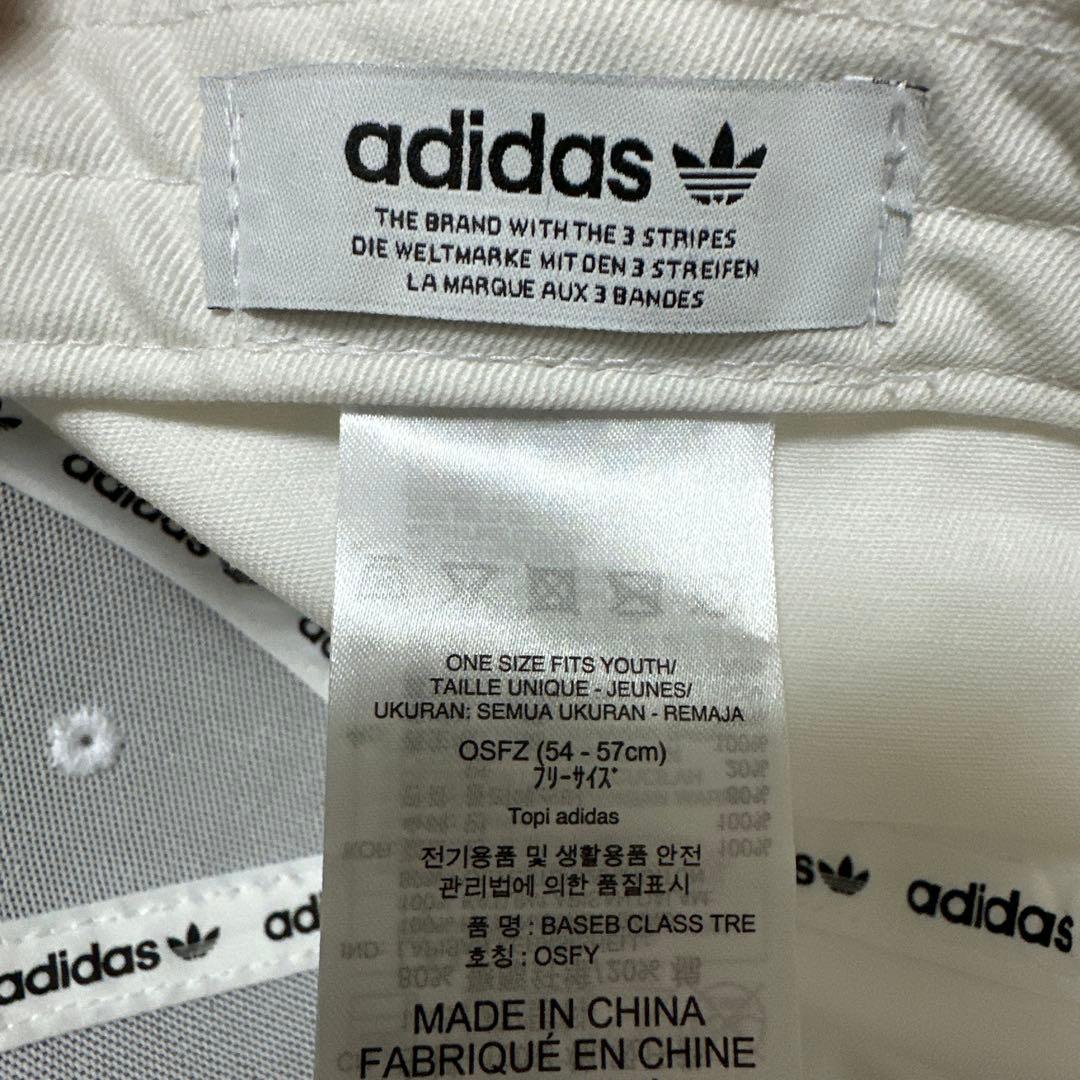 adidas
THE BRAND WITH THE 3 STRIPES
DIE WELTMARKE MIT DEN 3 STREIFEN
LA MARQUE AUX 3 BANDES
adidas
ONE SIZE FITS YOUTH/
TAILLE UNIQUE - JEUNES/
UKURAN: SEMUA UKURAN - REMAJA
OSFZ (54 - 57cm)
フリーサイズ
Topi adidas
전기용품 및 생활용품 안전
관리법에 의한 품질표시
품 명 : BASEB CLASS TRE
호칭 : OSFY
MADE IN CHINA
FABRIQUÉ EN CHINE
adidas
ad
adidas